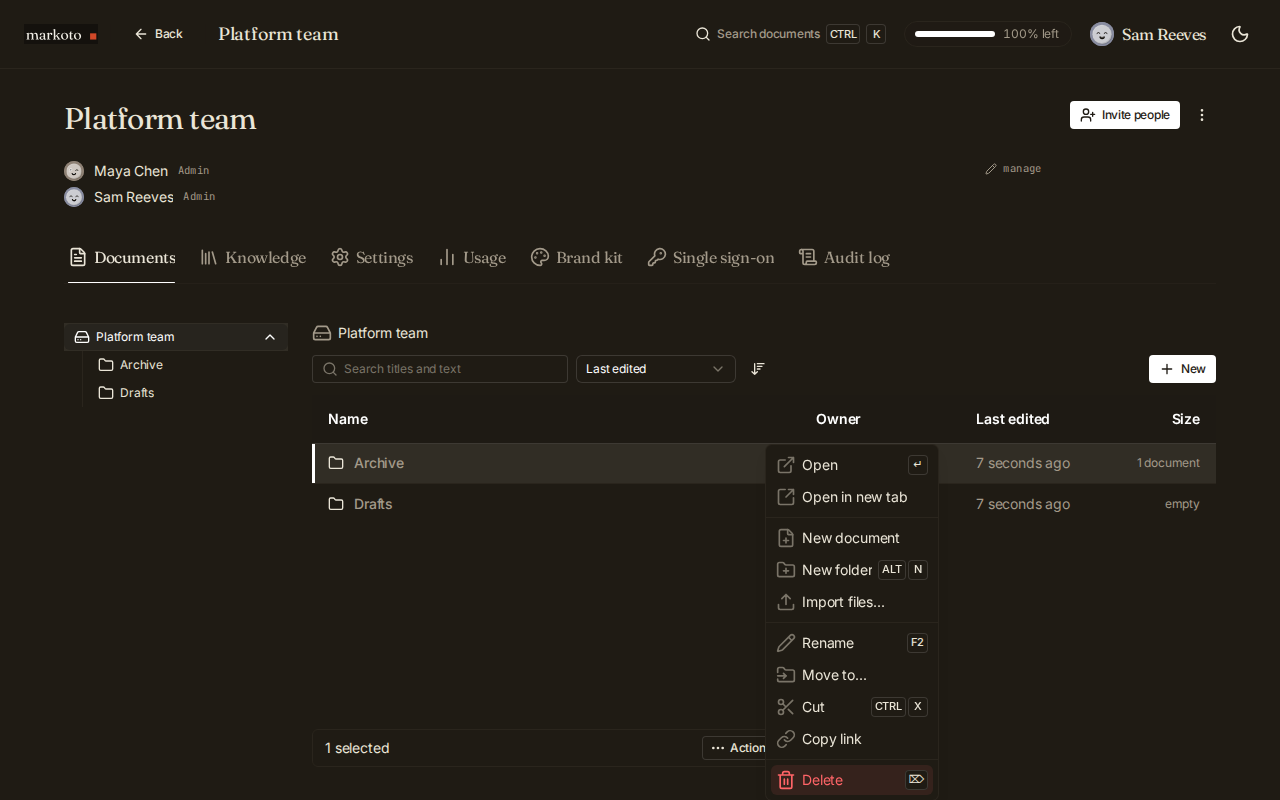 markoto
Back
Platform team
Search documents CTRL K
100% left
Sam Reeves
Platform team
Invite people
Maya Chen Admin
manage
Sam Reeves Admin
Documents
Knowledge
Settings
Usage
Brand kit
Single sign-on
Audit log
Platform team
Archive
Drafts
Platform team
Search titles and text
Last edited
New
Name Owner Last edited Size
Archive 7 seconds ago 1 document
Drafts 7 seconds ago empty
Open ↵
Open in new tab
New document
New folder ALT N
Import files...
Rename F2
Move to...
Cut CTRL X
Copy link
Delete ⌦
1 selected